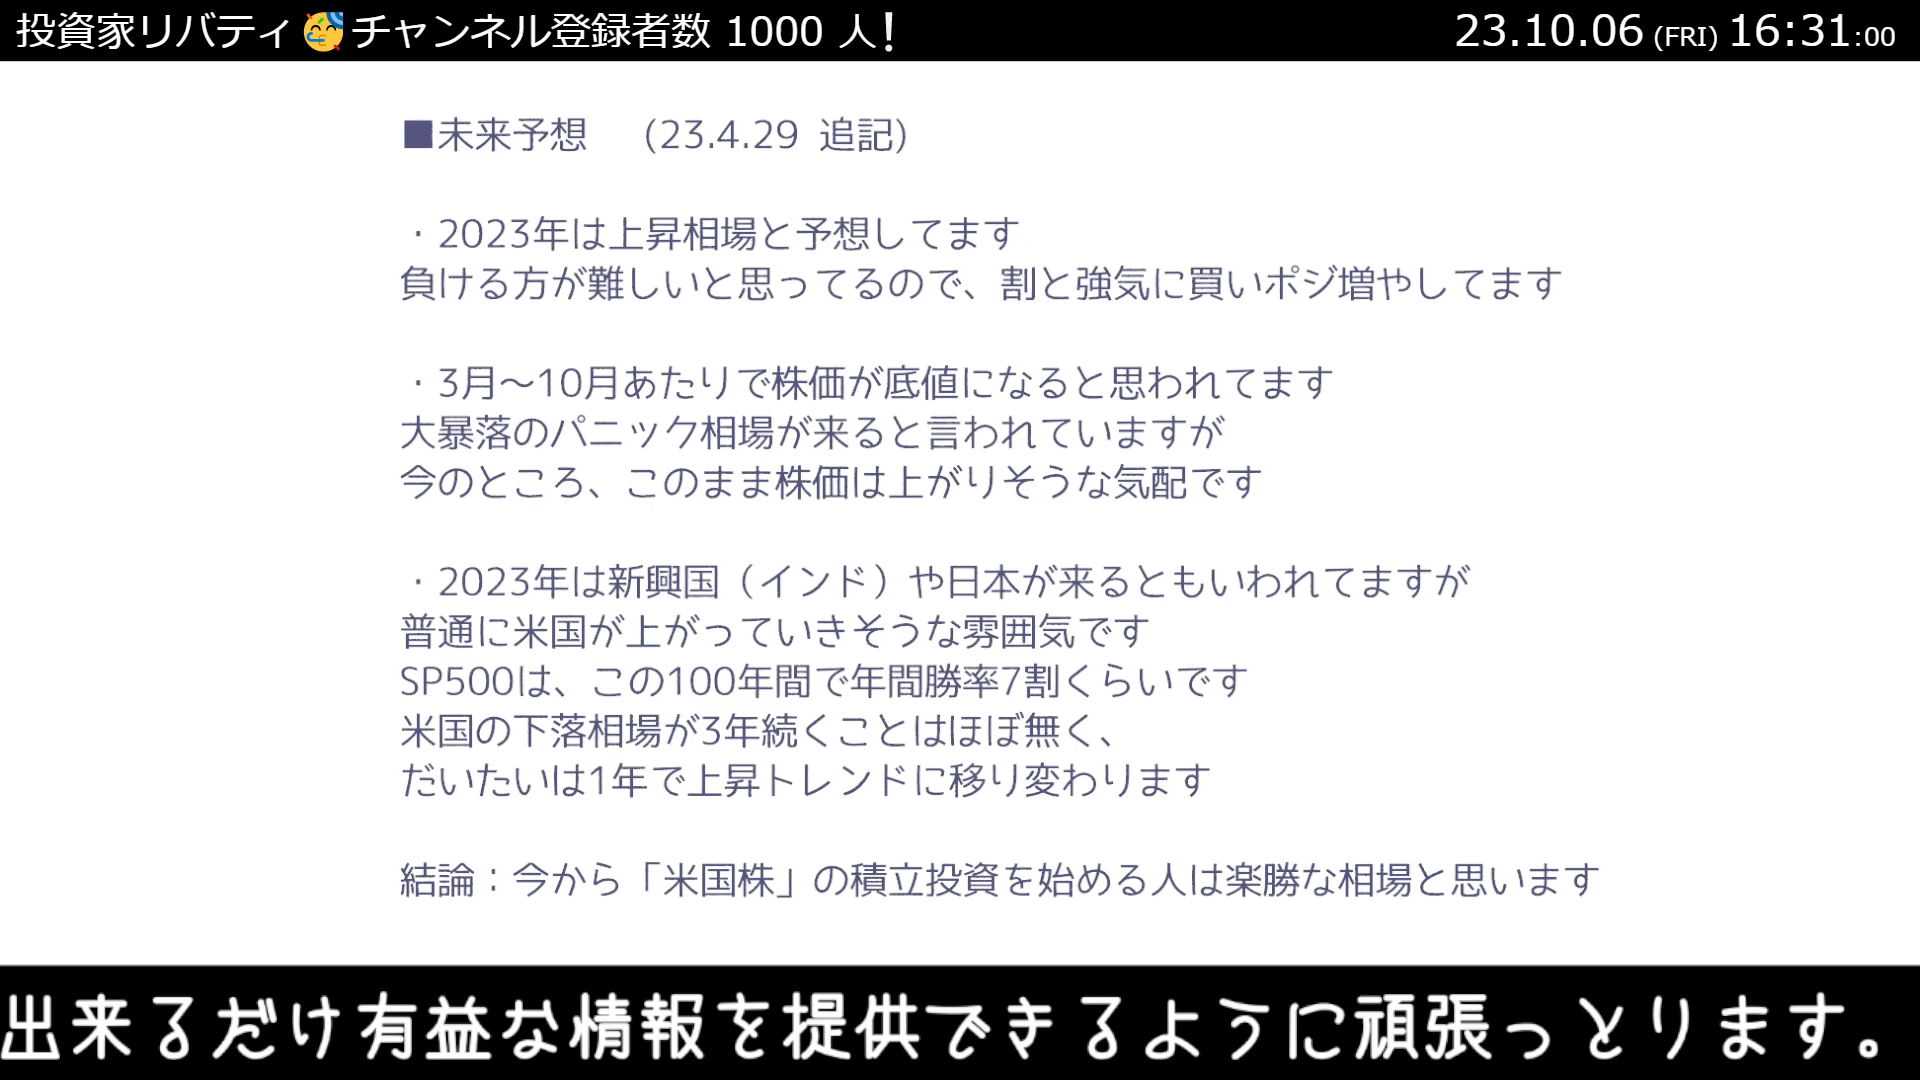 投資家リバティ🥳チャンネル登録者数 1000 人！
23.10.06 (FRI) 16:31:00
■未来予想　(23.4.29 追記)
・2023年は上昇相場と予想してます
負ける方が難しいと思ってるので、割と強気に買いポジ増やしてます
・3月～10月あたりで株価が底値になると思われてます
大暴落のパニック相場が来ると言われていますが
今のところ、このまま株価は上がりそうな気配です
・2023年は新興国（インド）や日本が来るともいわれてますが
普通に米国が上がっていきそうな雰囲気です
SP500は、この100年間で年間勝率7割くらいです
米国の下落相場が3年続くことはほぼ無く、
だいたいは1年で上昇トレンドに移り変わります
結論：今から「米国株」の積立投資を始める人は楽勝な相場と思います
出来るだけ有益な情報を提供できるように頑張っとります。